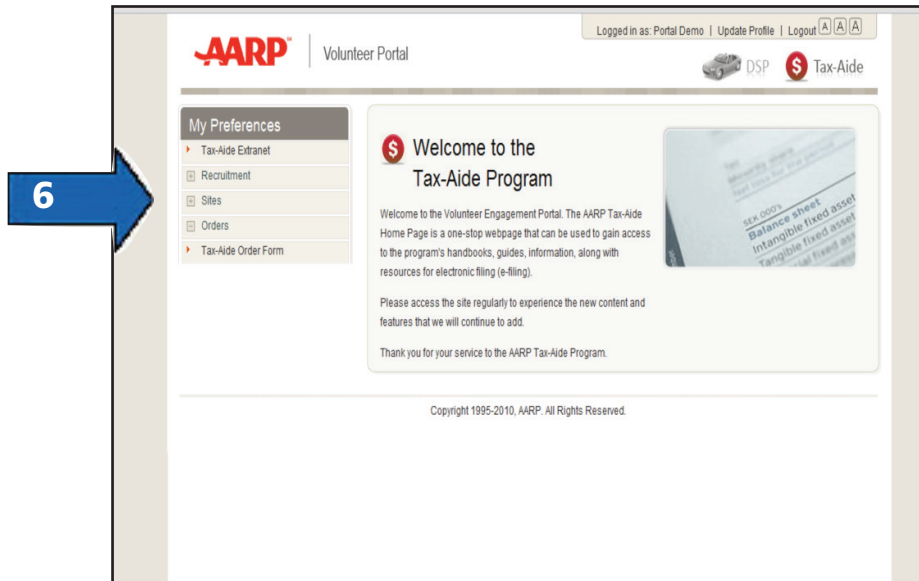 Logged in as: Portal Demo | Update Profile | Logout A A A
AARP Volunteer Portal
DSP Tax-Aide
My Preferences
Tax-Aide Extranet
Recruitment
Sites
Orders
Tax-Aide Order Form
6
Welcome to the
Tax-Aide Program
Welcome to the Volunteer Engagement Portal. The AARP Tax-Aide
Home Page is a one-stop webpage that can be used to gain access
to the program's handbooks, guides, information, along with
resources for electronic filing (e-filing).
Please access the site regularly to experience the new content and
features that we will continue to add.
Thank you for your service to the AARP Tax-Aide Program.
SEK 000's
Balance sheet
Intangible fixed asset
Tangible fixed ass
Copyright 1995-2010, AARP. All Rights Reserved.